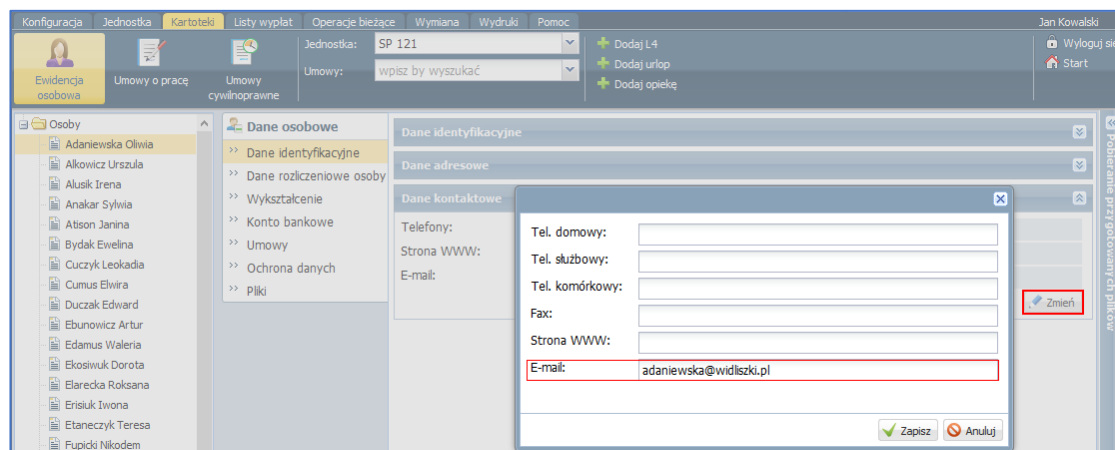 Konfiguracja Jednostka Kartoteki Listy wypłat Operacje bieżące Wymiana Wydruki Pomoc Jan Kowalski
Ewidencja osobowa
Umowy o pracę
Umowy cywilnoprawne
Jednostka: SP 121
Umowy: wpisz by wyszukać
Dodaj L4
Dodaj urlop
Dodaj opiekę
Wyloguj się
Start
Osoby
Adaniewska Oliwia
Alkowicz Urszula
Alusik Irena
Anakar Sylwia
Atison Janina
Bydak Ewelina
Cuczyk Leokadia
Cumus Elwira
Duczak Edward
Ebunowicz Artur
Edamus Waleria
Ekosiwuk Dorota
Elarecka Roksana
Erisiuk Iwona
Etaneczyk Teresa
Fupicki Nikodem
Dane osobowe
Dane identyfikacyjne
Dane rozliczeniowe osoby
Wykształcenie
Konto bankowe
Umowy
Ochrona danych
Pliki
Dane identyfikacyjne
Dane adresowe
Dane kontaktowe
Telefony:
Strona WWW:
E-mail:
Zmień
Tel. domowy:
Tel. służbowy:
Tel. komórkowy:
Fax:
Strona WWW:
E-mail: adaniewska@widliszki.pl
Zapisz Anuluj
Pobieranie przygotowanych plików